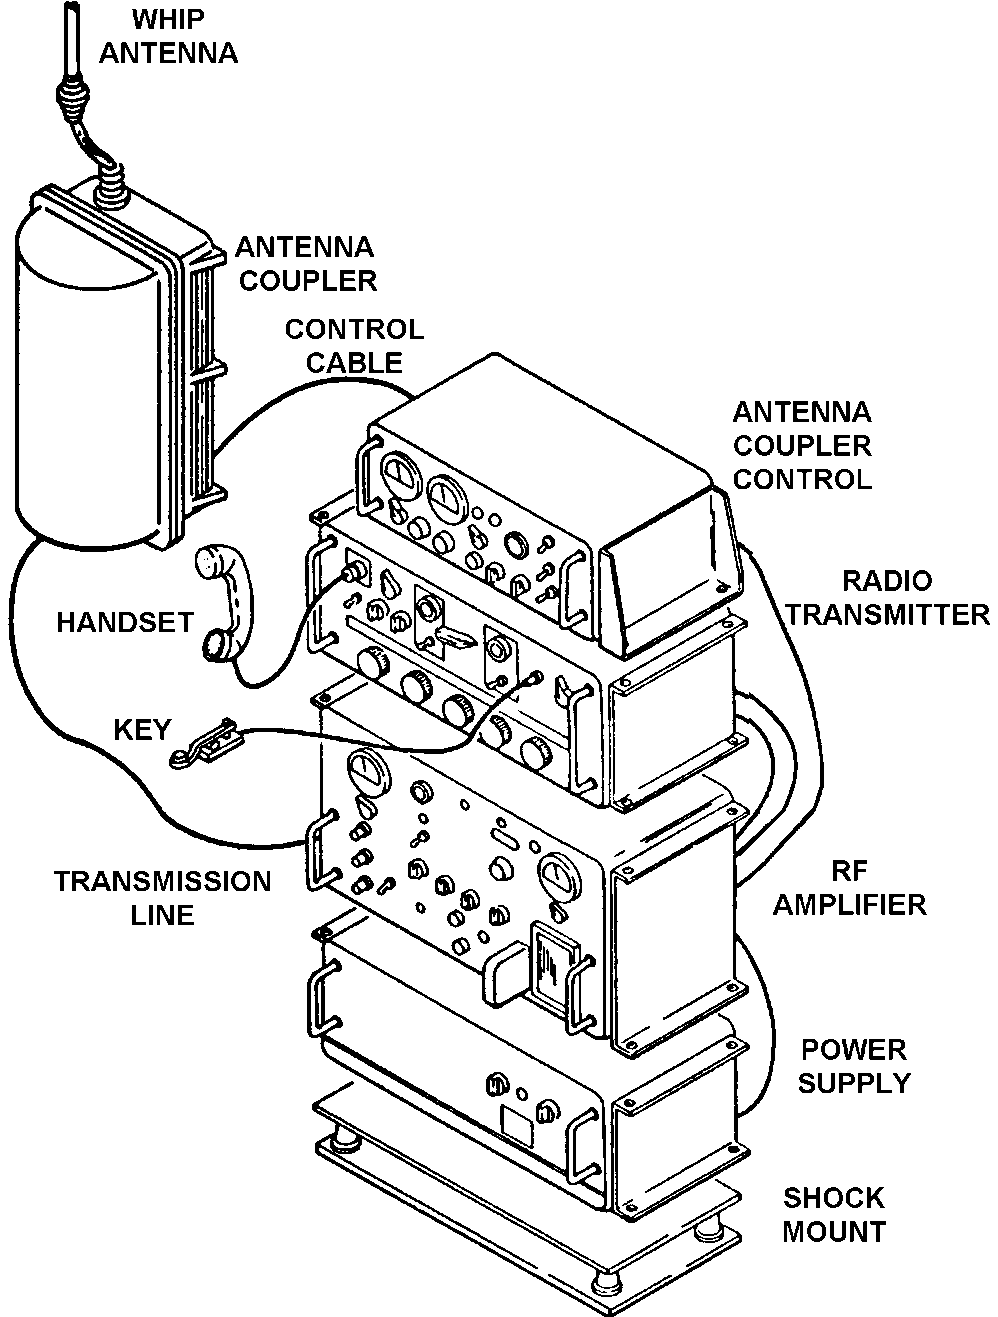 WHIP
ANTENNA
ANTENNA
COUPLER
CONTROL
CABLE
ANTENNA
COUPLER
CONTROL
RADIO
TRANSMITTER
HANDSET
KEY
TRANSMISSION
LINE
RF
AMPLIFIER
POWER
SUPPLY
SHOCK
MOUNT